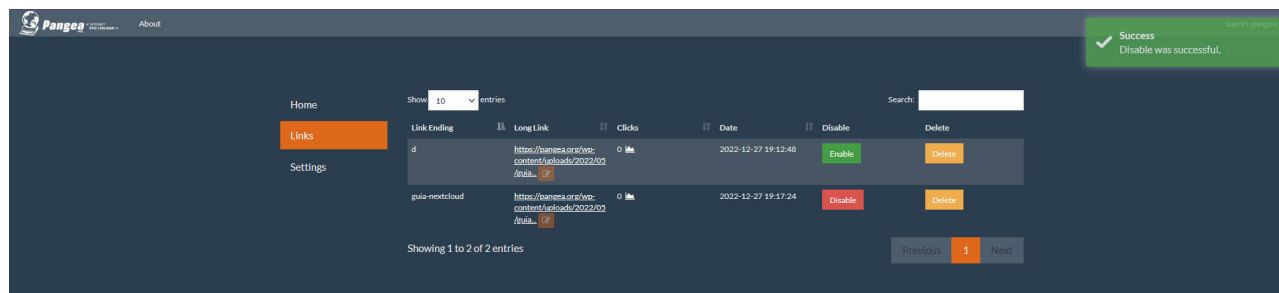 Pangea
About
Success
Disable was successful.
Home
Links
Settings
Show 10 entries
Search:
Link Ending Long Link Clicks Date Disable Delete
d https://pangea.org/wp- 0 2022-12-27 19:12:48 Enable Delete
content/uploads/2022/05
/guia...
guia-nextcloud https://pangea.org/wp- 0 2022-12-27 19:17:24 Disable Delete
content/uploads/2022/05
/guia...
Showing 1 to 2 of 2 entries
Previous 1 Next